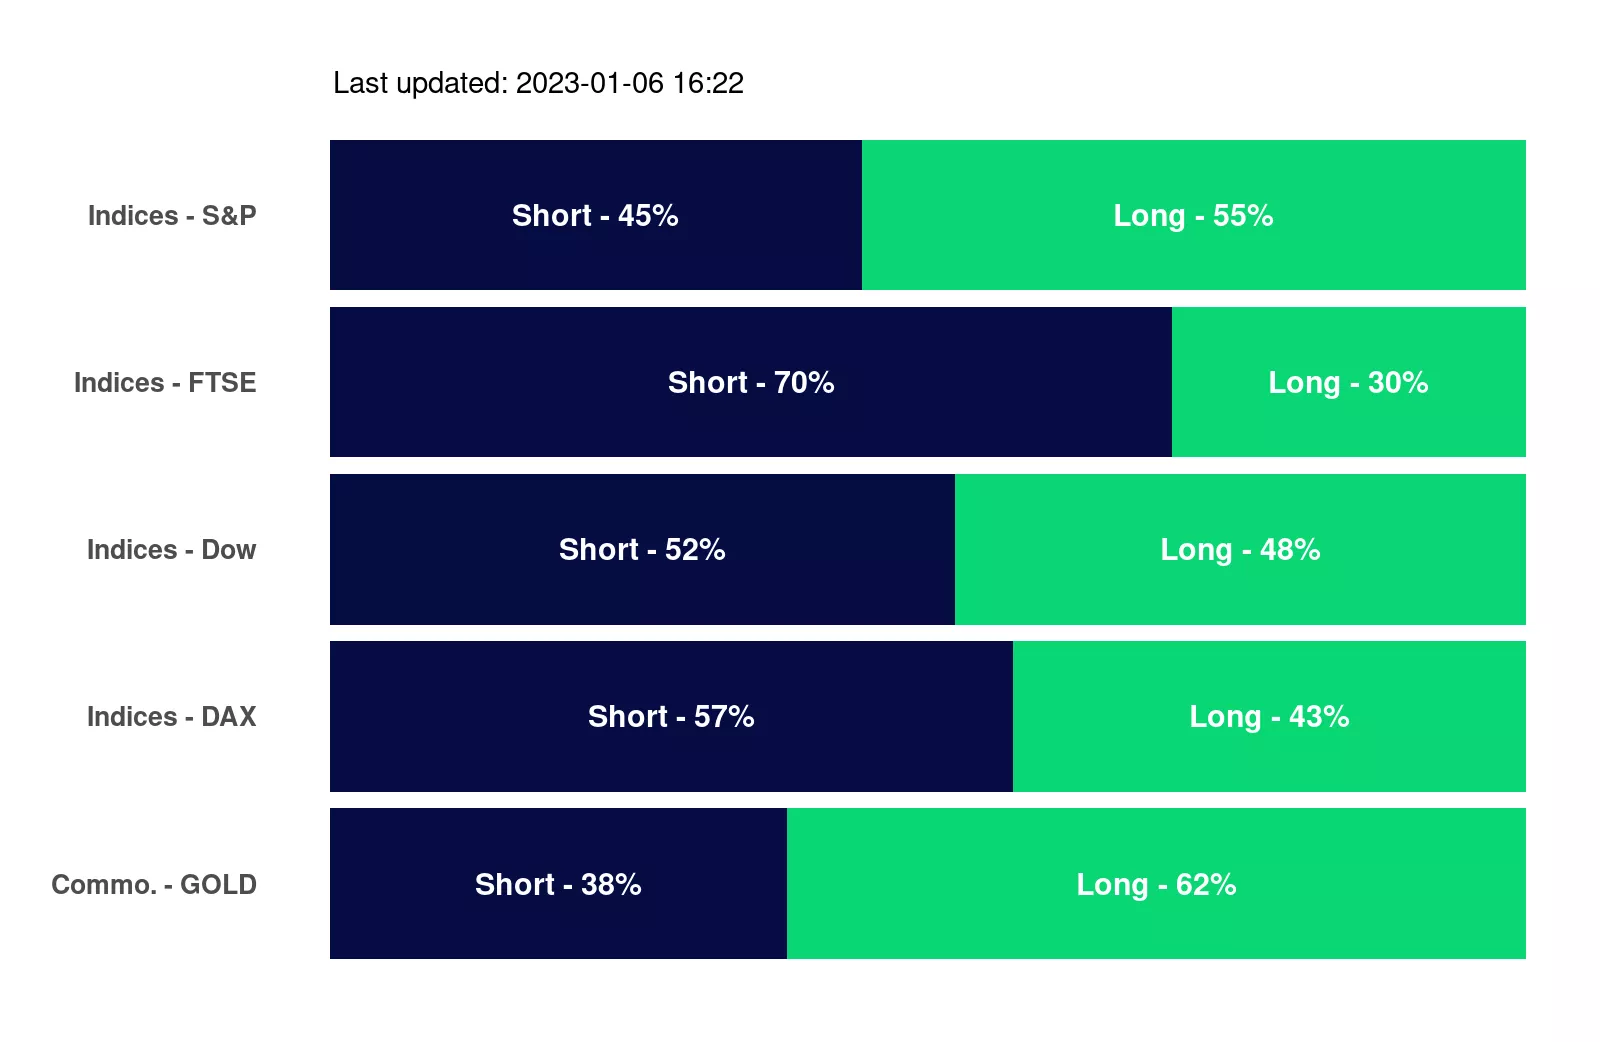 Last updated: 2023-01-06 16:22
Indices - S&P Short - 45% Long - 55%
Indices - FTSE Short - 70% Long - 30%
Indices - Dow Short - 52% Long - 48%
Indices - DAX Short - 57% Long - 43%
Commo. - GOLD Short - 38% Long - 62%